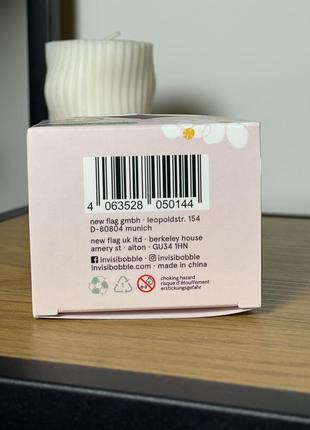 4 063528 050144
new flag gmbh · leopoldstr. 154
D-80804 munich
new flag uk ltd · berkeley house
amery st · alton · GU34 1HN
invisibobble · invisibobble
invisibobble.com · made in china
choking hazard
risque d'étouffement
erstickungsgefahr